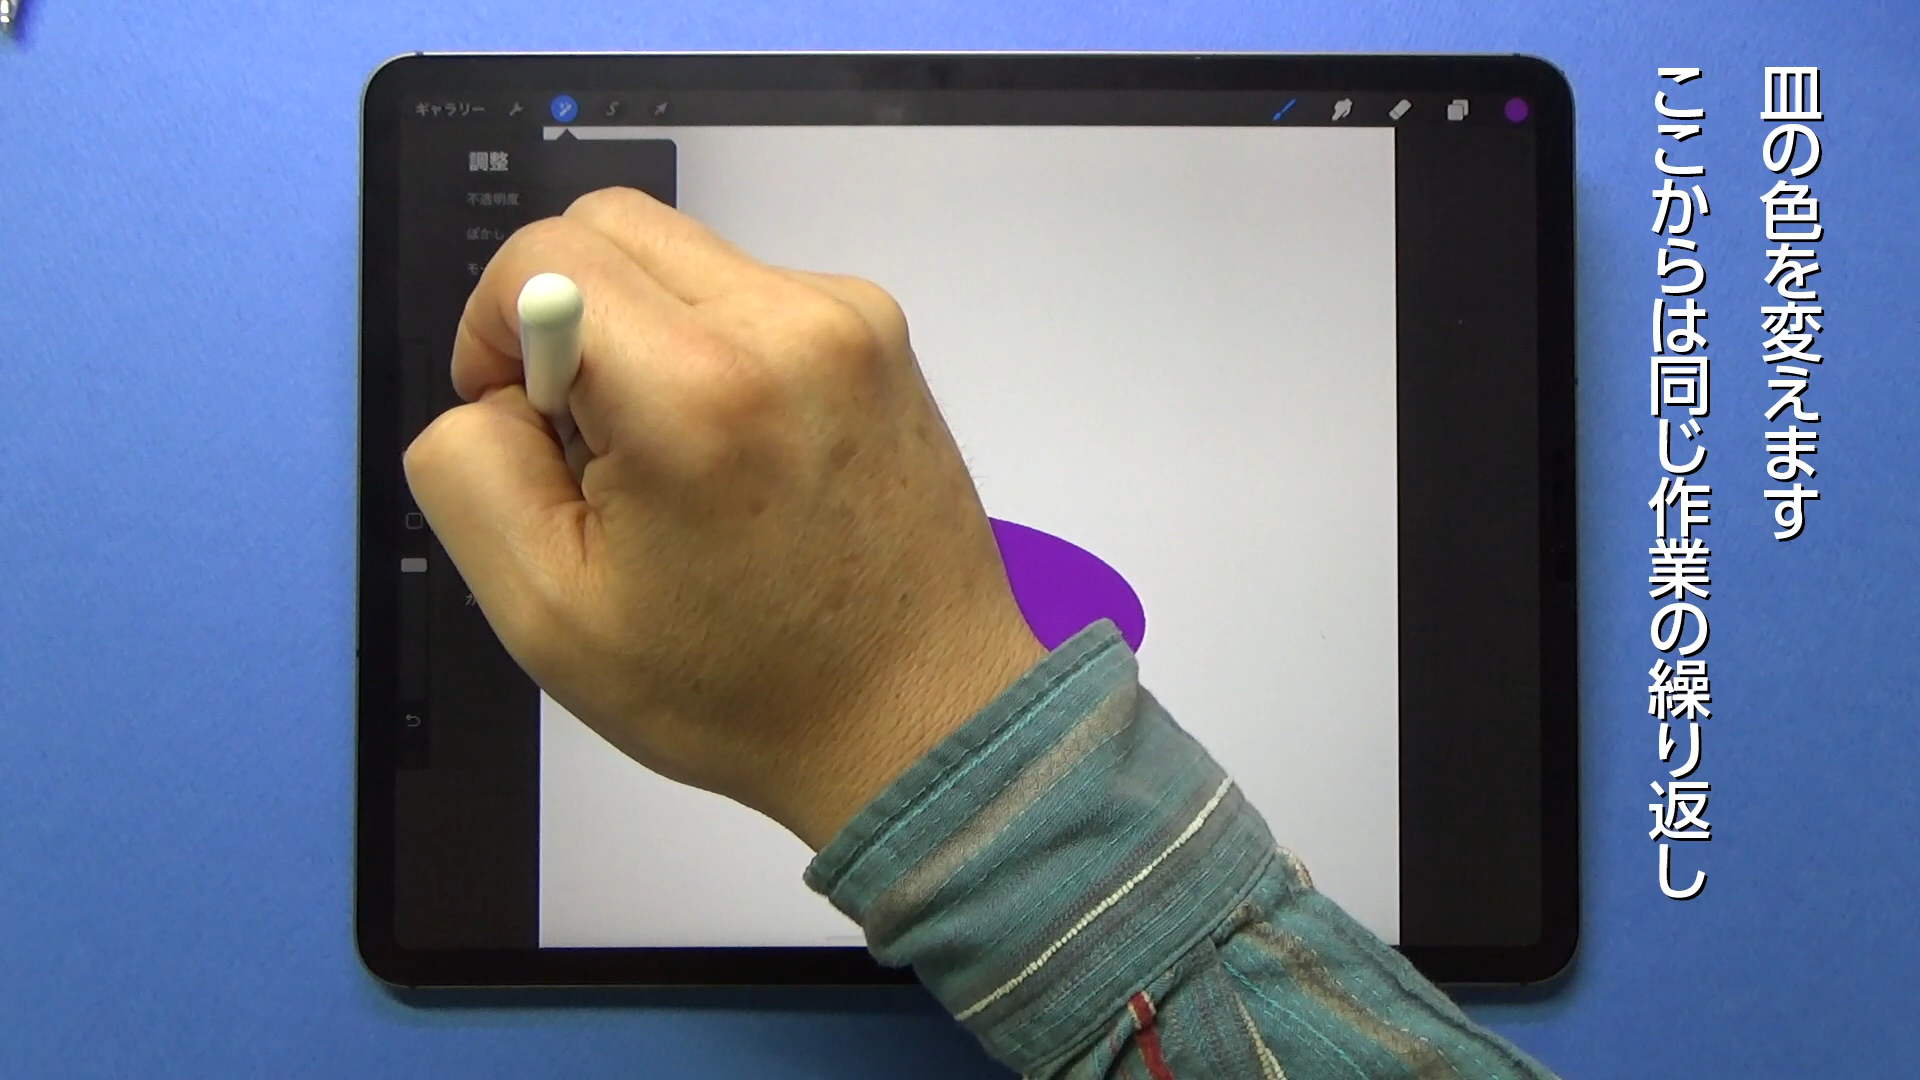 皿の色を変えます
ここからは同じ作業の繰り返し
ギャラリー
調整
不透明度
ぼかし